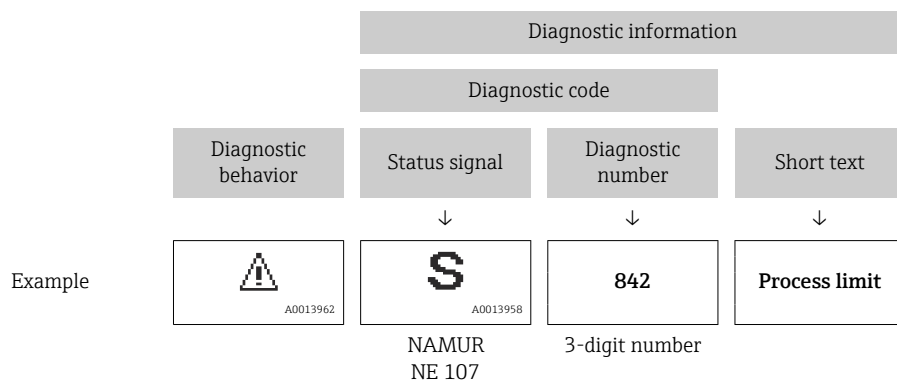 Diagnostic information
Diagnostic code
Diagnostic
behavior
Status signal
Diagnostic
number
Short text
↓
↓
↓
Example
A0013962
S
A0013958
842
Process limit
NAMUR
NE 107
3-digit number